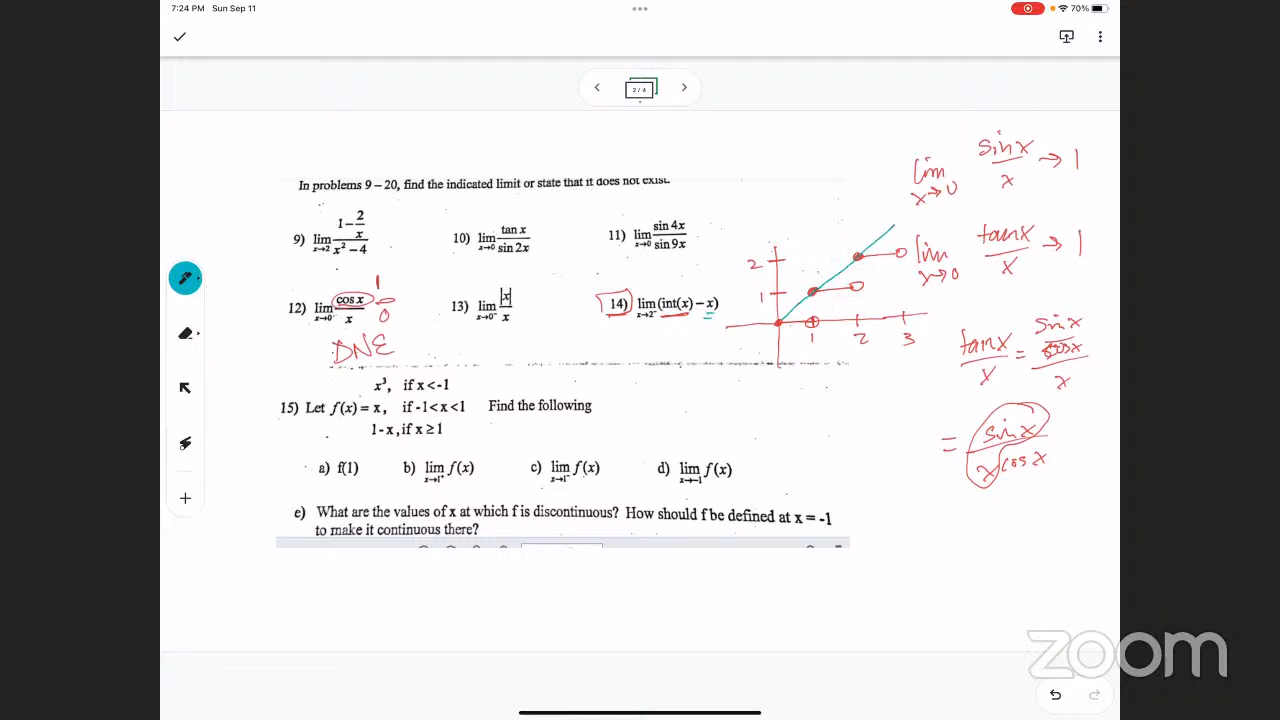 7:24 PM Sun Sep 11
70%
2 / 4
In problems 9 – 20, find the indicated limit or state that it does not exist.
9) lim x→2 (1 - 2/x)/(x² – 4)
10) lim x→0 tan x / sin 2x
11) lim x→0 sin 4x / sin 9x
12) lim x→0 cos x / x
1/0
DNE
13) lim x→0⁻ |x| / x
14) lim x→2⁻ (int(x) – x)
2
1
1 2 3
lim x→0 sin x / x → 1
lim x→0 tan x / x → 1
tan x / x = (sin x / cos x) / x
= sin x / x cos x
x³, if x < -1
15) Let f(x) = x, if -1 < x < 1 Find the following
1 - x, if x ≥ 1
a) f(1) b) lim x→1⁺ f(x) c) lim x→1⁻ f(x) d) lim x→-1 f(x)
e) What are the values of x at which f is discontinuous? How should f be defined at x = -1
to make it continuous there?
zoom